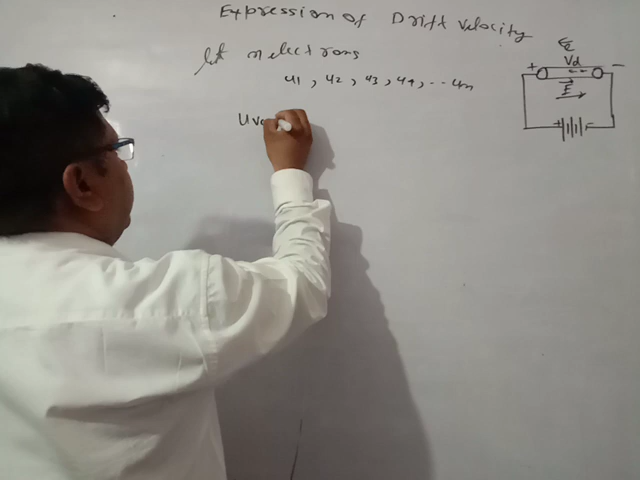 Expression of Drift Velocity
let n electrons
u1, u2, u3, u4, ... un
Vd
+ −
E
+ −